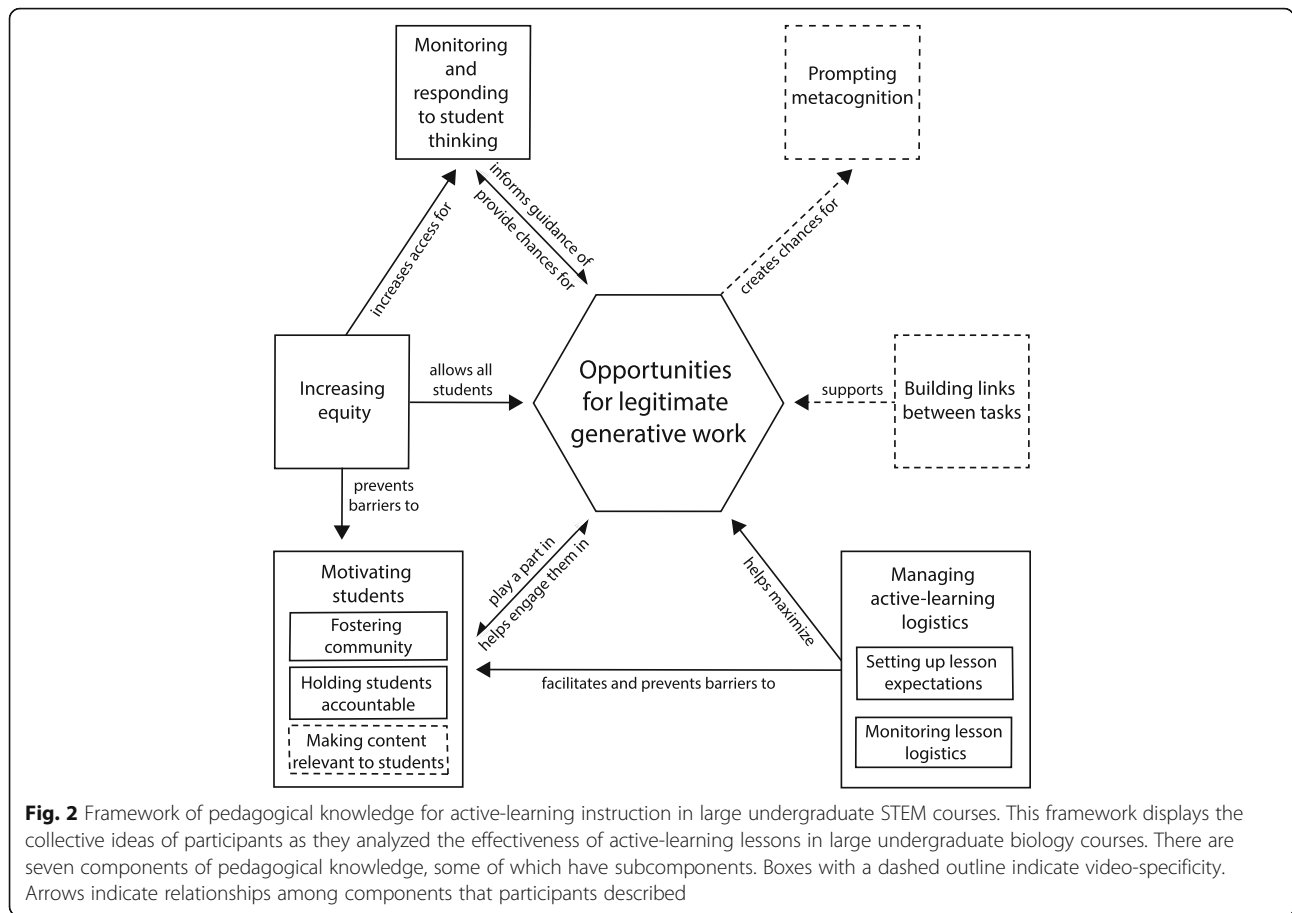 Monitoring
and
responding
to student
thinking
Prompting
metacognition
informs guidance of
provide chances for
creates chances for
increases access for
Increasing
equity
allows all
students
Opportunities
for legitimate
generative work
supports
Building links
between tasks
prevents
barriers to
Motivating
students
Fostering
community
Holding students
accountable
Making content
relevant to students
play a part in
helps engage them in
helps maximize
facilitates and prevents barriers to
Managing
active-learning
logistics
Setting up lesson
expectations
Monitoring lesson
logistics
Fig. 2 Framework of pedagogical knowledge for active-learning instruction in large undergraduate STEM courses. This framework displays the
collective ideas of participants as they analyzed the effectiveness of active-learning lessons in large undergraduate biology courses. There are
seven components of pedagogical knowledge, some of which have subcomponents. Boxes with a dashed outline indicate video-specificity.
Arrows indicate relationships among components that participants described